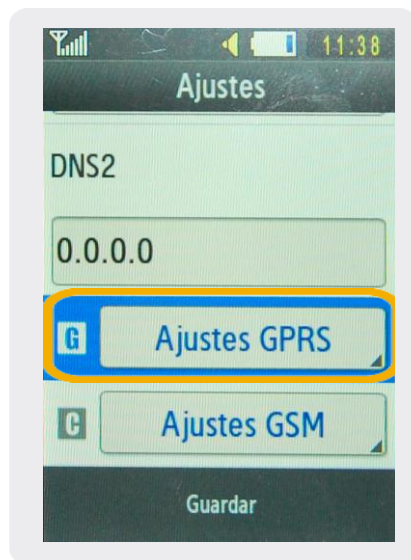 11:38
Ajustes
DNS2
0.0.0.0
G Ajustes GPRS
C Ajustes GSM
Guardar